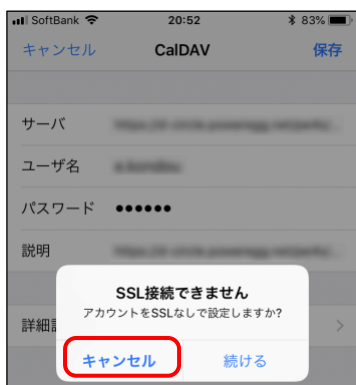 SoftBank 20:52 83%
キャンセル CalDAV 保存
サーバ
ユーザ名
パスワード ●●●●●●
説明
SSL接続できません
アカウントをSSLなしで設定しますか?
詳細
キャンセル 続ける